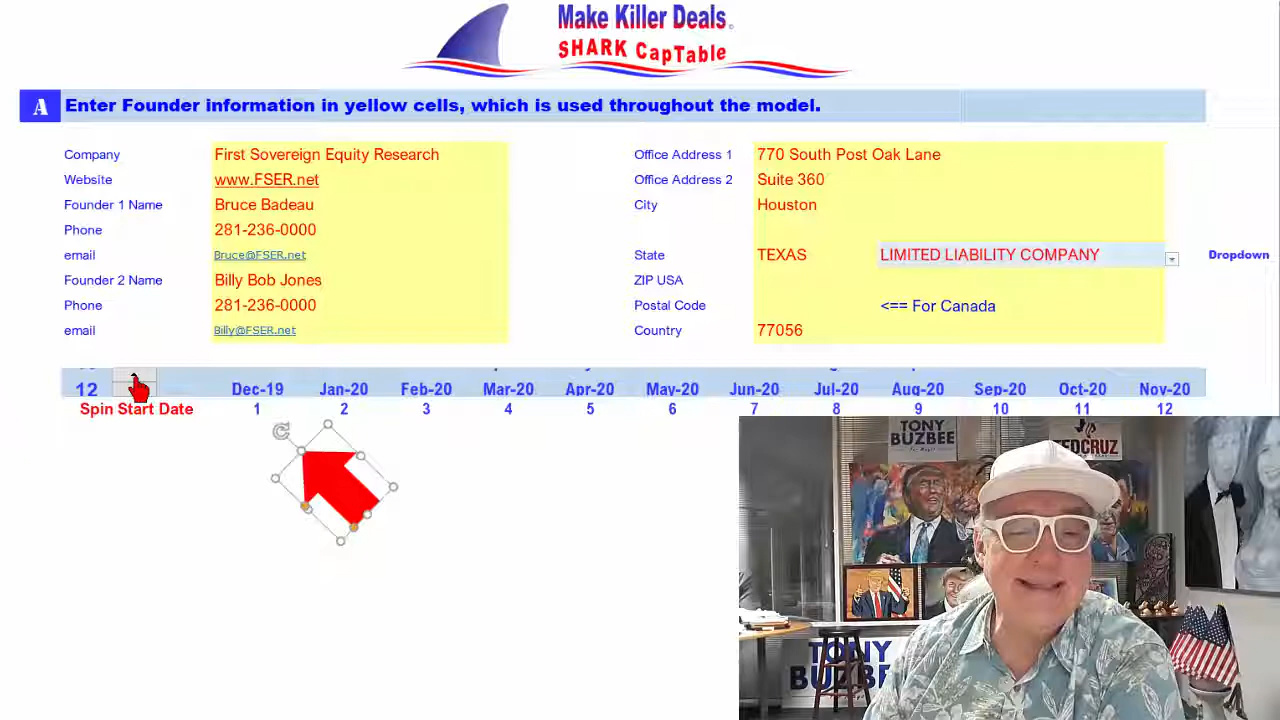 Make Killer Deals®
SHARK CapTable
A Enter Founder information in yellow cells, which is used throughout the model.
Company First Sovereign Equity Research Office Address 1 770 South Post Oak Lane
Website www.FSER.net Office Address 2 Suite 360
Founder 1 Name Bruce Badeau City Houston
Phone 281-236-0000
email Bruce@FSER.net State TEXAS LIMITED LIABILITY COMPANY Dropdown
Founder 2 Name Billy Bob Jones ZIP USA
Phone 281-236-0000 Postal Code <== For Canada
email Billy@FSER.net Country 77056
12 Dec-19 Jan-20 Feb-20 Mar-20 Apr-20 May-20 Jun-20 Jul-20 Aug-20 Sep-20 Oct-20 Nov-20
Spin Start Date 1 2 3 4 5 6 7 8 9 10 11 12
TONY
BUZBEE
TEDCRUZ
TONY
BUZBEE